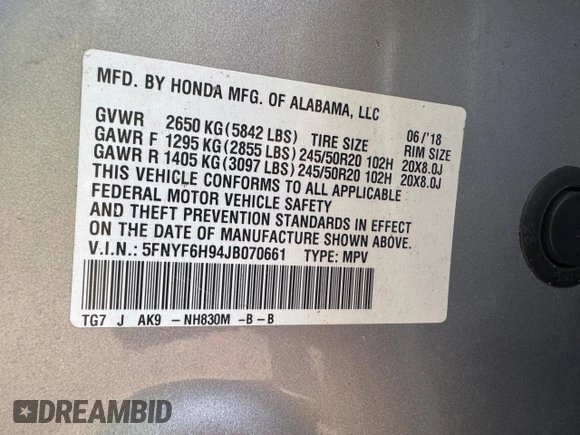 MFD. BY HONDA MFG. OF ALABAMA, LLC
06/'18
GVWR 2650 KG(5842 LBS) TIRE SIZE RIM SIZE
GAWR F 1295 KG(2855 LBS)245/50R20 102H 20X8.0J
GAWR R 1405 KG(3097 LBS)245/50R20 102H 20X8.0J
THIS VEHICLE CONFORMS TO ALL APPLICABLE
FEDERAL MOTOR VEHICLE SAFETY
AND THEFT PREVENTION STANDARDS IN EFFECT
ON THE DATE OF MANUFACTURE SHOWN ABOVE.
V.I.N.: 5FNYF6H94JB070661 TYPE: MPV
TG7 J AK9 -NH830M -B-B
DREAMBID